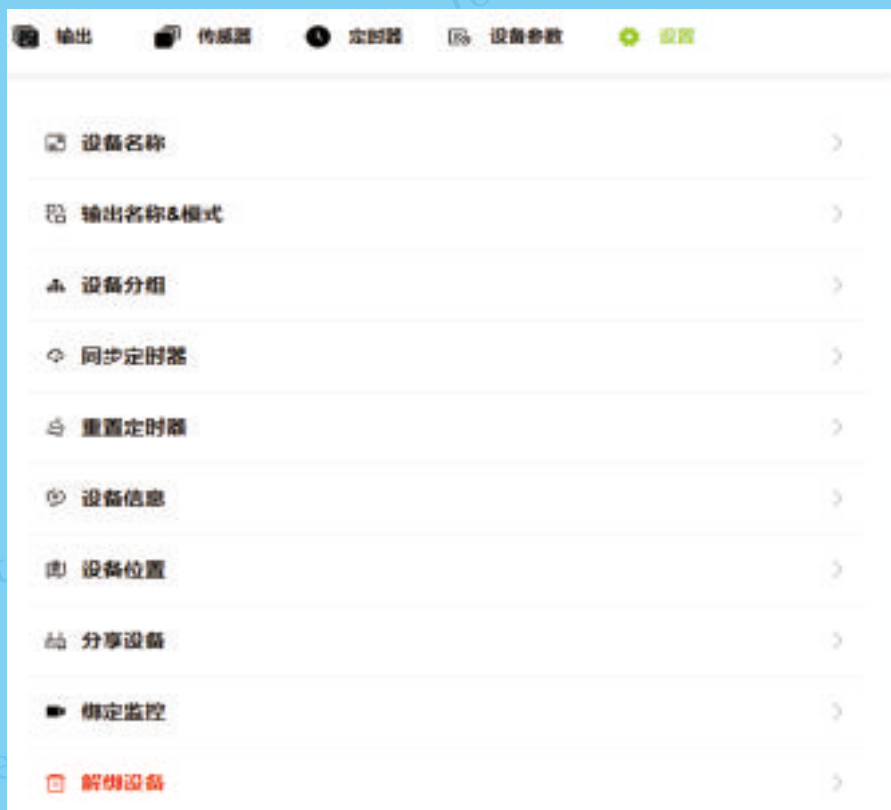 输出 传感器 定时器 设备参数 设置
设备名称
输出名称&模式
设备分组
同步定时器
重置定时器
设备信息
设备位置
分享设备
绑定监控
解绑设备